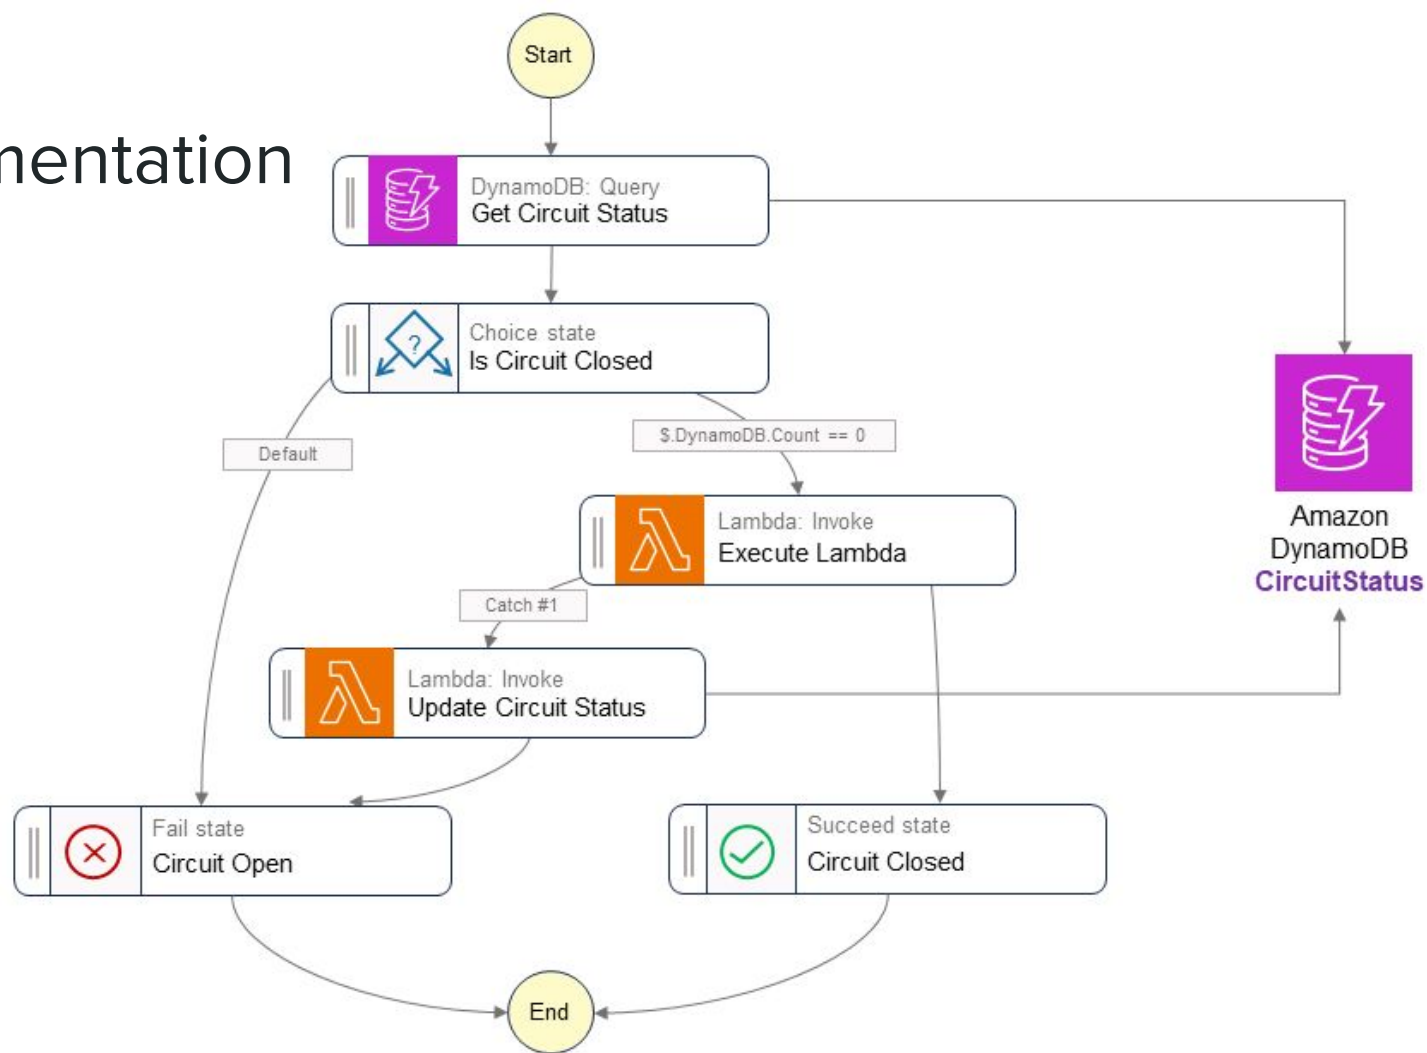 Start
mentation
DynamoDB: Query
Get Circuit Status
Choice state
Is Circuit Closed
?
Default
$.DynamoDB.Count == 0
Lambda: Invoke
Execute Lambda
Amazon
DynamoDB
CircuitStatus
Catch #1
Lambda: Invoke
Update Circuit Status
Fail state
Circuit Open
Succeed state
Circuit Closed
End